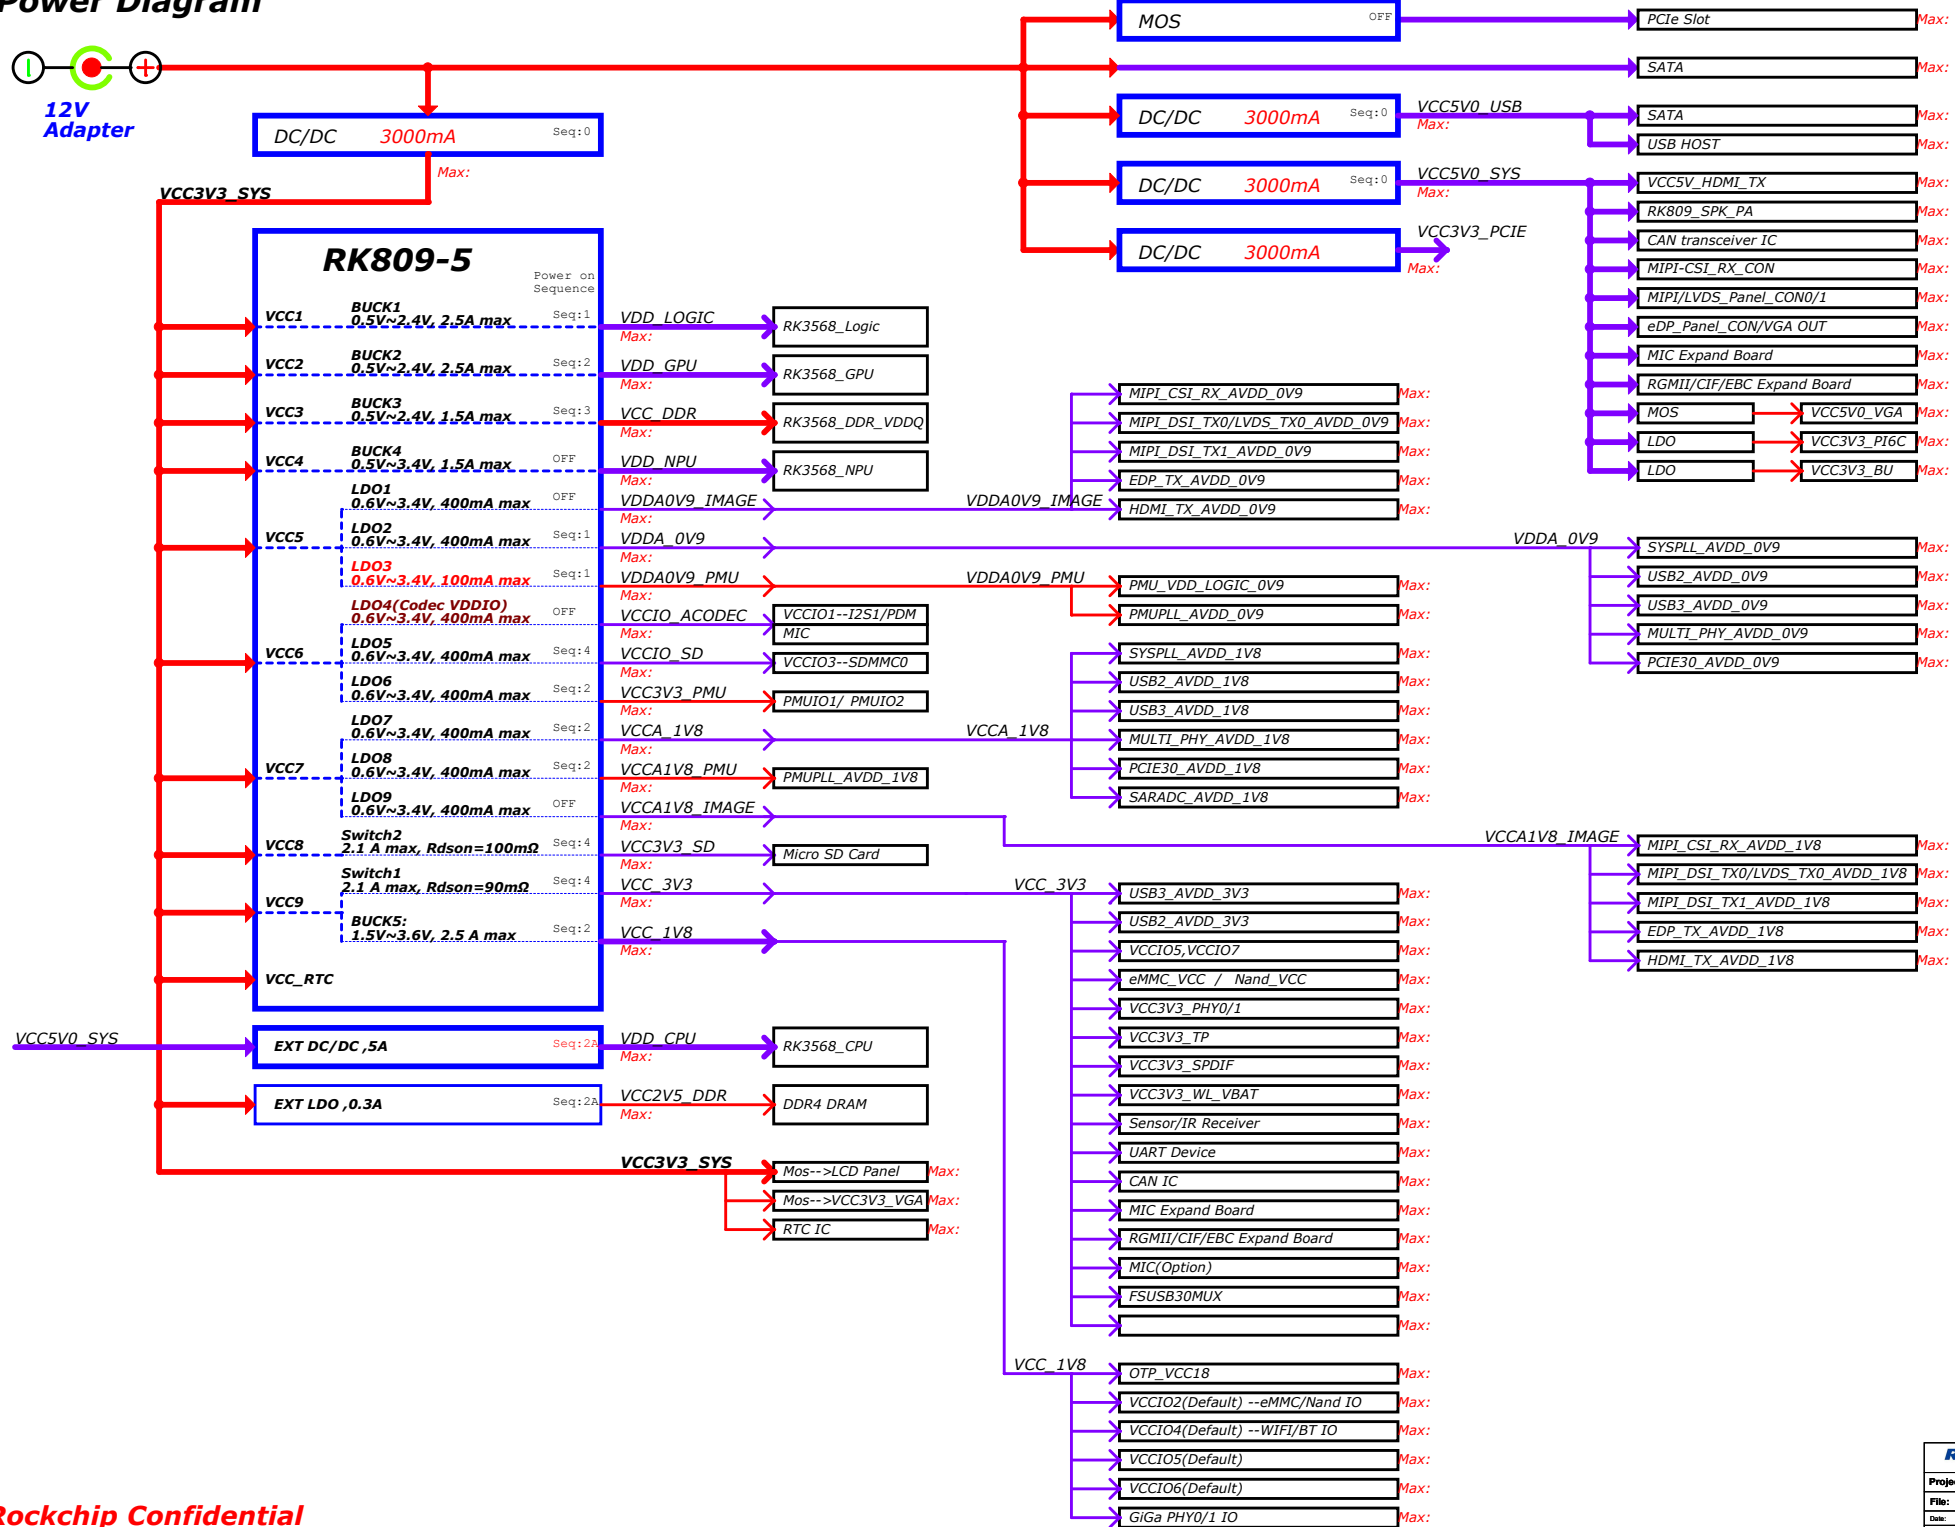 Power Diagram
12V
Adapter
DC/DC 3000mA Seq:0
Max:
VCC3V3_SYS
MOS OFF
PCIe Slot Max:
SATA Max:
DC/DC 3000mA Seq:0
VCC5V0_USB
Max:
SATA Max:
USB HOST Max:
DC/DC 3000mA Seq:0
VCC5V0_SYS
Max:
VCC5V_HDMI_TX Max:
RK809_SPK_PA Max:
CAN transceiver IC Max:
MIPI-CSI_RX_CON Max:
MIPI/LVDS_Panel_CON0/1 Max:
eDP_Panel_CON/VGA OUT Max:
MIC Expand Board Max:
RGMII/CIF/EBC Expand Board Max:
MOS VCC5V0_VGA Max:
LDO VCC3V3_PI6C Max:
LDO VCC3V3_BU Max:
DC/DC 3000mA
VCC3V3_PCIE
Max:
RK809-5
Power on
Sequence
VCC1
BUCK1
0.5V~2.4V, 2.5A max Seq:1
VDD_LOGIC
Max:
RK3568_Logic
VCC2
BUCK2
0.5V~2.4V, 2.5A max Seq:2
VDD_GPU
Max:
RK3568_GPU
VCC3
BUCK3
0.5V~2.4V, 1.5A max Seq:3
VCC_DDR
Max:
RK3568_DDR_VDDQ
VCC4
BUCK4
0.5V~3.4V, 1.5A max OFF
VDD_NPU
Max:
RK3568_NPU
VCC5
LDO1
0.6V~3.4V, 400mA max OFF
VDDA0V9_IMAGE
Max:
LDO2
0.6V~3.4V, 400mA max Seq:1
VDDA_0V9
Max:
LDO3
0.6V~3.4V, 100mA max Seq:1
VDDA0V9_PMU
Max:
VCC6
LDO4(Codec VDDIO)
0.6V~3.4V, 400mA max OFF
VCCIO_ACODEC
Max:
VCCIO1--I2S1/PDM
MIC
LDO5
0.6V~3.4V, 400mA max Seq:4
VCCIO_SD
Max:
VCCIO3--SDMMC0
LDO6
0.6V~3.4V, 400mA max Seq:2
VCC3V3_PMU
Max:
PMUIO1/ PMUIO2
VCC7
LDO7
0.6V~3.4V, 400mA max Seq:2
VCCA_1V8
Max:
LDO8
0.6V~3.4V, 400mA max Seq:2
VCCA1V8_PMU
Max:
PMUPLL_AVDD_1V8
LDO9
0.6V~3.4V, 400mA max OFF
VCCA1V8_IMAGE
Max:
VCC8
Switch2
2.1 A max, Rdson=100mΩ Seq:4
VCC3V3_SD
Max:
Micro SD Card
VCC9
Switch1
2.1 A max, Rdson=90mΩ Seq:4
VCC_3V3
Max:
BUCK5:
1.5V~3.6V, 2.5 A max Seq:2
VCC_1V8
Max:
VCC_RTC
VCC5V0_SYS
EXT DC/DC ,5A Seq:2A
VDD_CPU
Max:
RK3568_CPU
EXT LDO ,0.3A Seq:2A
VCC2V5_DDR
Max:
DDR4 DRAM
VCC3V3_SYS
Mos-->LCD Panel Max:
Mos-->VCC3V3_VGA Max:
RTC IC Max:
VDDA0V9_IMAGE
MIPI_CSI_RX_AVDD_0V9 Max:
MIPI_DSI_TX0/LVDS_TX0_AVDD_0V9 Max:
MIPI_DSI_TX1_AVDD_0V9 Max:
EDP_TX_AVDD_0V9 Max:
HDMI_TX_AVDD_0V9 Max:
VDDA0V9_PMU
PMU_VDD_LOGIC_0V9 Max:
PMUPLL_AVDD_0V9 Max:
VCCA_1V8
SYSPLL_AVDD_1V8 Max:
USB2_AVDD_1V8 Max:
USB3_AVDD_1V8 Max:
MULTI_PHY_AVDD_1V8 Max:
PCIE30_AVDD_1V8 Max:
SARADC_AVDD_1V8 Max:
VCC_3V3
USB3_AVDD_3V3 Max:
USB2_AVDD_3V3 Max:
VCCIO5,VCCIO7 Max:
eMMC_VCC / Nand_VCC Max:
VCC3V3_PHY0/1 Max:
VCC3V3_TP Max:
VCC3V3_SPDIF Max:
VCC3V3_WL_VBAT Max:
Sensor/IR Receiver Max:
UART Device Max:
CAN IC Max:
MIC Expand Board Max:
RGMII/CIF/EBC Expand Board Max:
MIC(Option) Max:
FSUSB30MUX Max:
Max:
VCC_1V8
OTP_VCC18 Max:
VCCIO2(Default) --eMMC/Nand IO Max:
VCCIO4(Default) --WIFI/BT IO Max:
VCCIO5(Default) Max:
VCCIO6(Default) Max:
GiGa PHY0/1 IO Max:
VDDA_0V9
SYSPLL_AVDD_0V9 Max:
USB2_AVDD_0V9 Max:
USB3_AVDD_0V9 Max:
MULTI_PHY_AVDD_0V9 Max:
PCIE30_AVDD_0V9 Max:
VCCA1V8_IMAGE
MIPI_CSI_RX_AVDD_1V8 Max:
MIPI_DSI_TX0/LVDS_TX0_AVDD_1V8 Max:
MIPI_DSI_TX1_AVDD_1V8 Max:
EDP_TX_AVDD_1V8 Max:
HDMI_TX_AVDD_1V8 Max:
Rockchip Confidential
File:
Date: